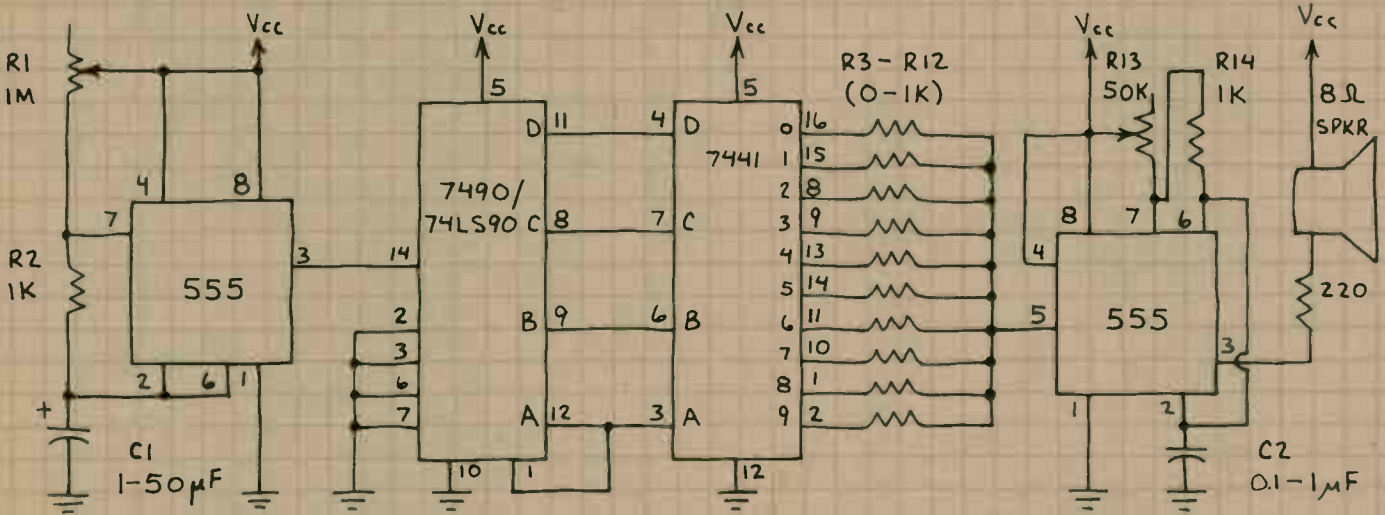 R1
1M
Vcc
4
8
7
R2
1K
555
3
2
6
1
+
C1
1-50μF
Vcc
5
D
11
7490/
74LS90
C
8
14
2
3
6
7
B
9
A
12
10
1
Vcc
5
4
D
7441
7
C
6
B
3
A
12
0
16
1
15
2
8
3
9
4
13
5
14
6
11
7
10
8
1
9
2
R3-R12
(0-1K)
Vcc
R13
50K
R14
1K
8
7
6
4
5
555
3
1
2
C2
0.1-1μF
Vcc
8Ω
SPKR
220